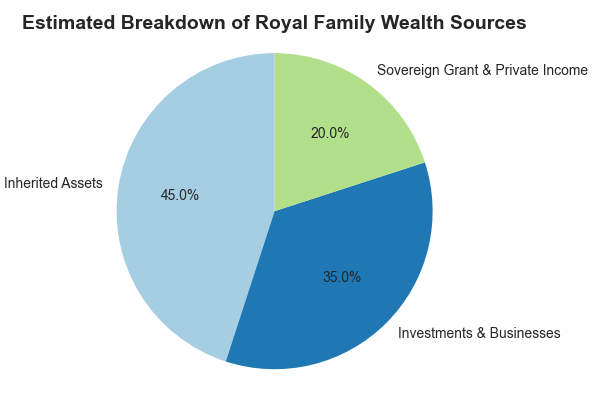 Estimated Breakdown of Royal Family Wealth Sources
Sovereign Grant & Private Income
20.0%
Inherited Assets
45.0%
35.0%
Investments & Businesses